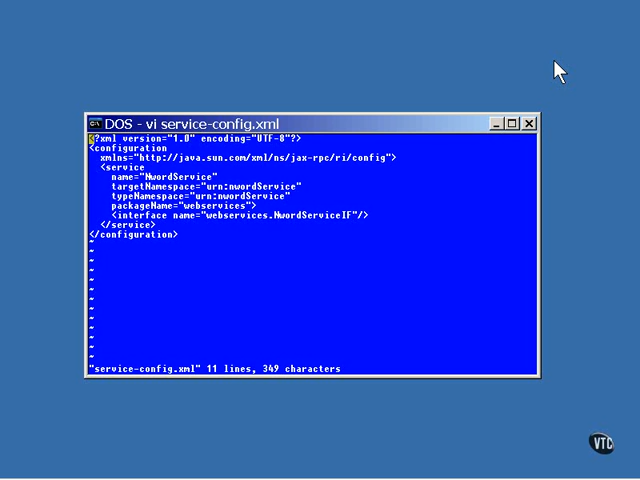 C:\ DOS - vi service-config.xml
<?xml version="1.0" encoding="UTF-8"?>
<configuration
xmlns="http://java.sun.com/xml/ns/jax-rpc/ri/config">
<service
name="NwordService"
targetNamespace="urn:nwordService"
typeNamespace="urn:nwordService"
packageName="webservices">
<interface name="webservices.NwordServiceIF"/>
</service>
</configuration>
~
~
~
~
~
~
~
~
~
~
~
~
~
"service-config.xml" 11 lines, 349 characters
VTC